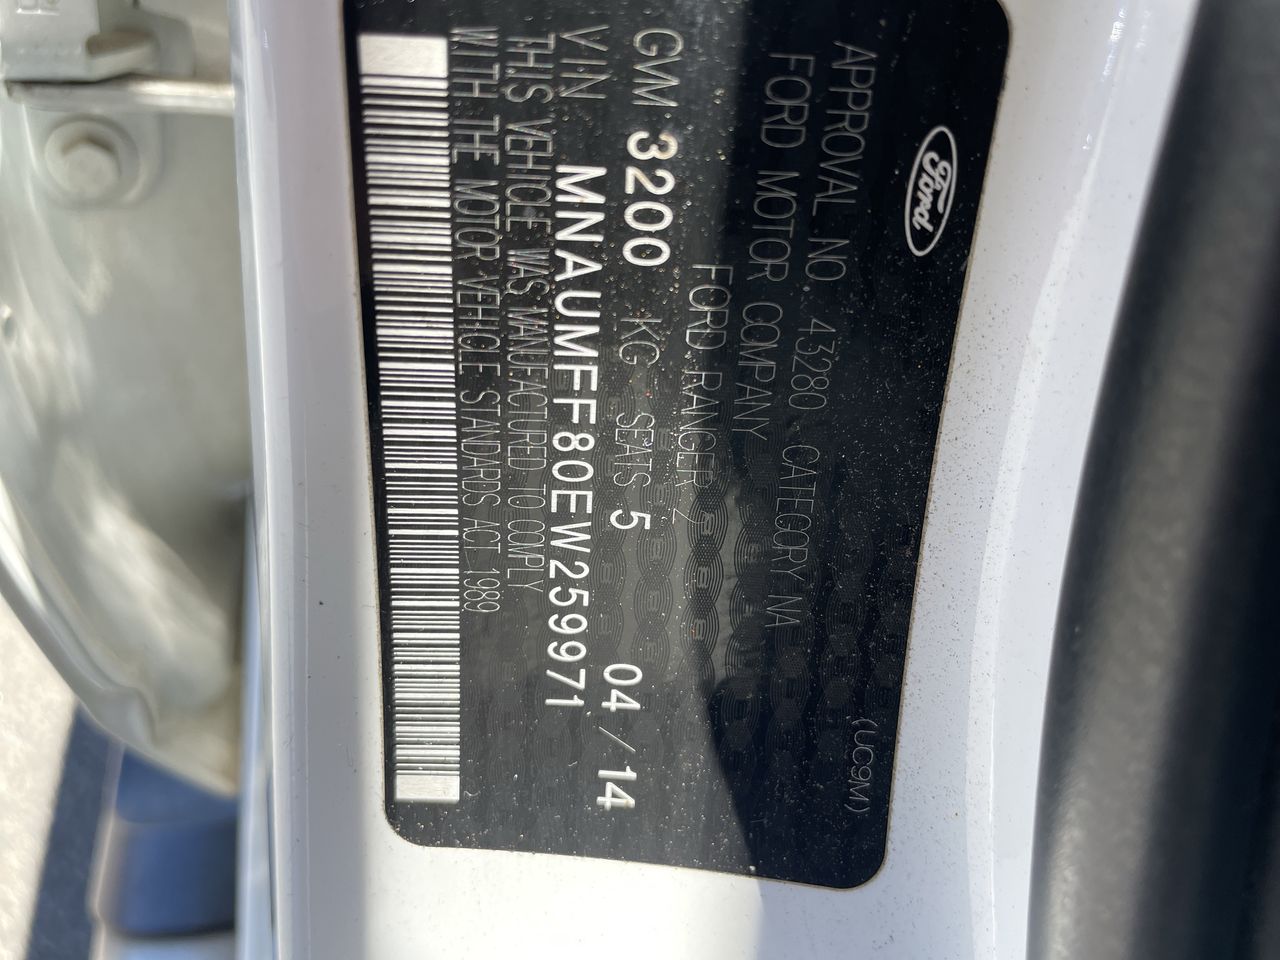 Ford
(UC9M)
APPROVAL NO. 43280 CATEGORY NA
FORD MOTOR COMPANY
FORD RANGER 2
GVM 3200 KG SEATS 5 04/14
VIN MNAUMFF80EW259971
THIS VEHICLE WAS MANUFACTURED TO COMPLY
WITH THE MOTOR VEHICLE STANDARDS ACT 1989